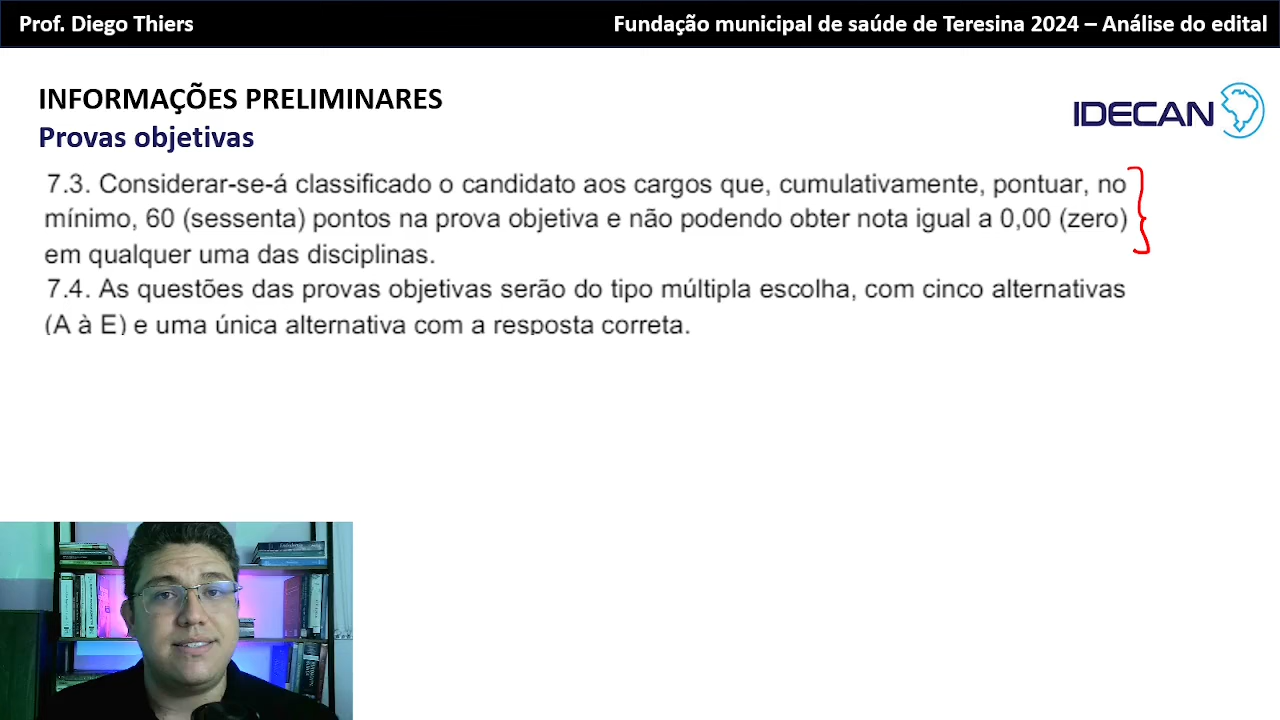 Prof. Diego Thiers
Fundação municipal de saúde de Teresina 2024 – Análise do edital
INFORMAÇÕES PRELIMINARES
IDECAN
Provas objetivas
7.3. Considerar-se-á classificado o candidato aos cargos que, cumulativamente, pontuar, no
mínimo, 60 (sessenta) pontos na prova objetiva e não podendo obter nota igual a 0,00 (zero)
em qualquer uma das disciplinas.
7.4. As questões das provas objetivas serão do tipo múltipla escolha, com cinco alternativas
(A à E) e uma única alternativa com a resposta correta.